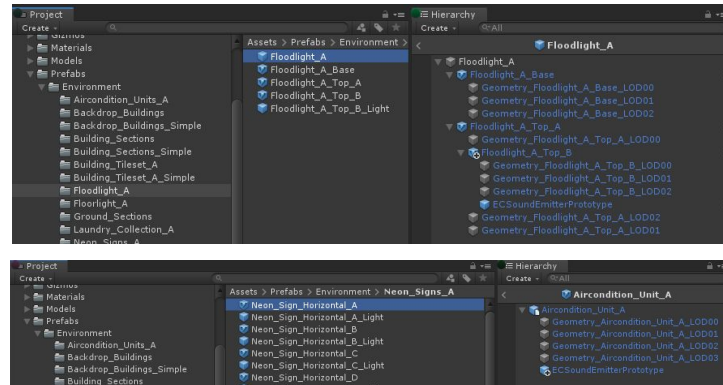 Project
Create
Gizmos
Materials
Models
Prefabs
Environment
Aircondition_Units_A
Backdrop_Buildings
Backdrop_Buildings_Simple
Building_Sections
Building_Sections_Simple
Building_Tileset_A
Building_Tileset_A_Simple
Floodlight_A
Floorlight_A
Ground_Sections
Laundry_Collection_A
Neon_Signs_A
Assets > Prefabs > Environment >
Floodlight_A
Floodlight_A_Base
Floodlight_A_Top_A
Floodlight_A_Top_B
Floodlight_A_Top_B_Light
Hierarchy
Create
All
Floodlight_A
Floodlight_A
Floodlight_A_Base
Geometry_Floodlight_A_Base_LOD00
Geometry_Floodlight_A_Base_LOD01
Geometry_Floodlight_A_Base_LOD02
Floodlight_A_Top_A
Geometry_Floodlight_A_Top_A_LOD00
Floodlight_A_Top_B
Geometry_Floodlight_A_Top_B_LOD00
Geometry_Floodlight_A_Top_B_LOD01
Geometry_Floodlight_A_Top_B_LOD02
ECSoundEmitterPrototype
Geometry_Floodlight_A_Top_A_LOD02
Geometry_Floodlight_A_Top_A_LOD01
Project
Create
Gizmos
Materials
Models
Prefabs
Environment
Aircondition_Units_A
Backdrop_Buildings
Backdrop_Buildings_Simple
Building_Sections
Assets > Prefabs > Environment > Neon_Signs_A
Neon_Sign_Horizontal_A
Neon_Sign_Horizontal_A_Light
Neon_Sign_Horizontal_B
Neon_Sign_Horizontal_B_Light
Neon_Sign_Horizontal_C
Neon_Sign_Horizontal_C_Light
Neon_Sign_Horizontal_D
Hierarchy
Create
All
Aircondition_Unit_A
Aircondition_Unit_A
Geometry_Aircondition_Unit_A_LOD00
Geometry_Aircondition_Unit_A_LOD01
Geometry_Aircondition_Unit_A_LOD02
Geometry_Aircondition_Unit_A_LOD03
ECSoundEmitterPrototype